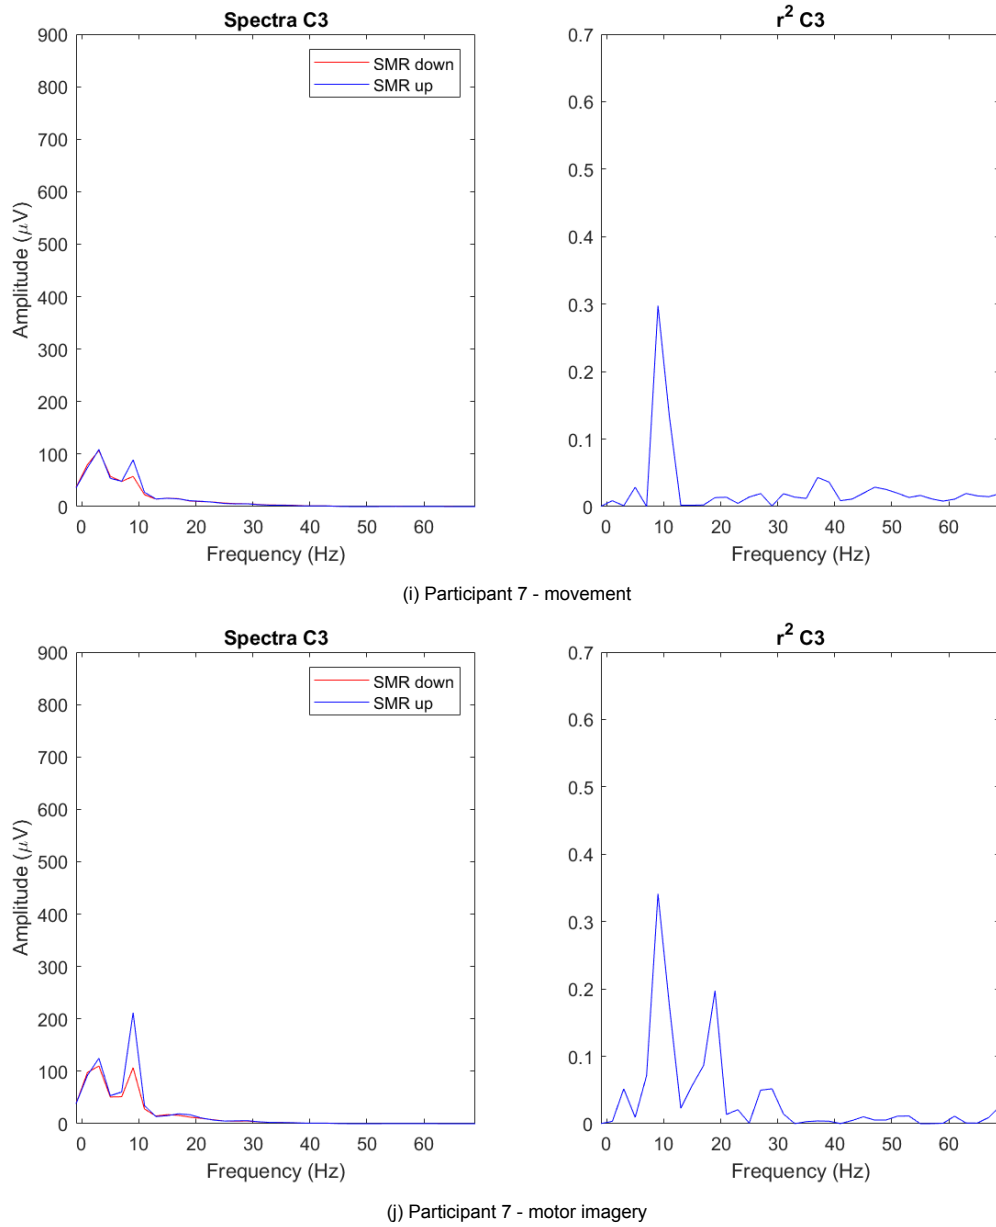 Spectra C3
r² C3
900
800
700
600
500
400
300
200
100
0
Amplitude (μV)
SMR down
SMR up
0 10 20 30 40 50 60
Frequency (Hz)
0.7
0.6
0.5
0.4
0.3
0.2
0.1
0
0 10 20 30 40 50 60
Frequency (Hz)
(i) Participant 7 - movement
Spectra C3
r² C3
900
800
700
600
500
400
300
200
100
0
Amplitude (μV)
SMR down
SMR up
0 10 20 30 40 50 60
Frequency (Hz)
0.7
0.6
0.5
0.4
0.3
0.2
0.1
0
0 10 20 30 40 50 60
Frequency (Hz)
(j) Participant 7 - motor imagery